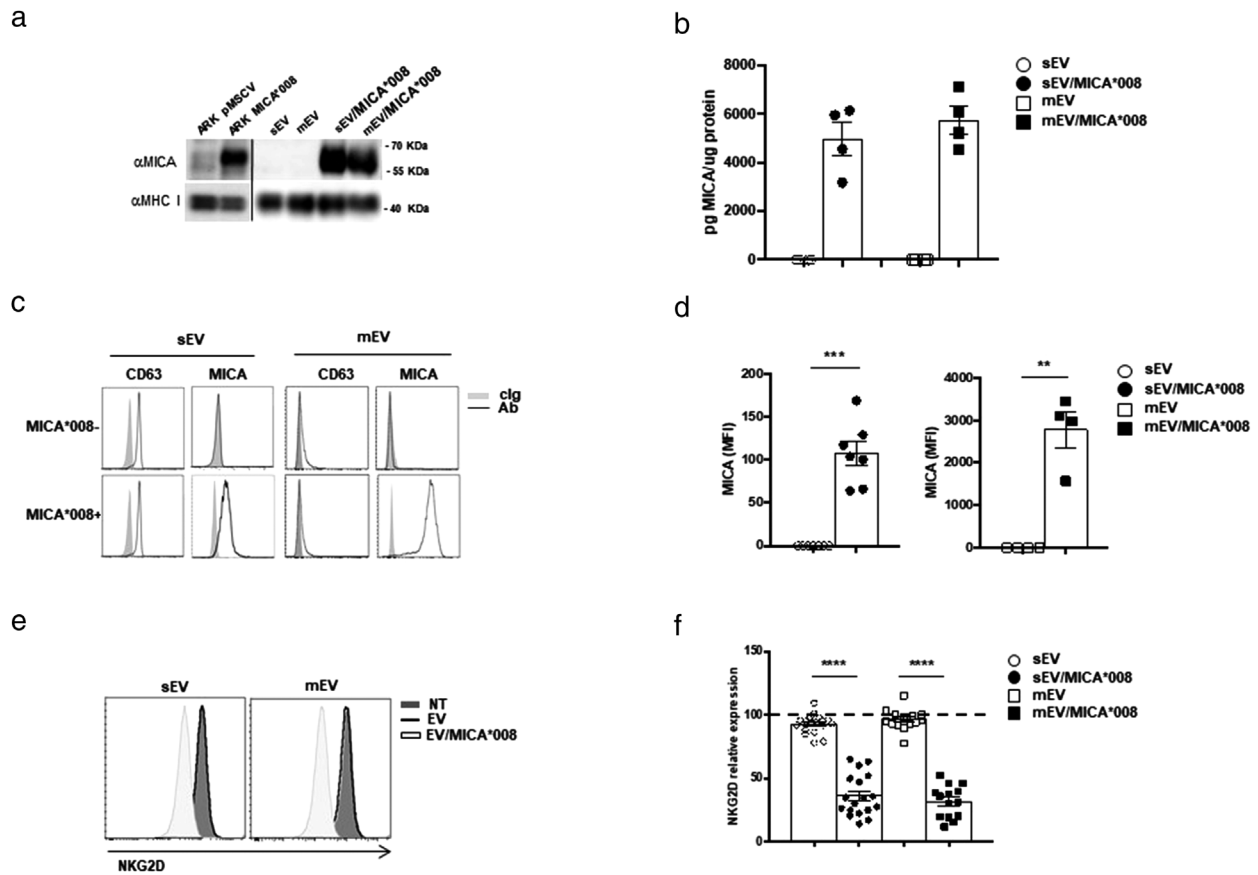 a
ARK pMSCV
ARK MICA*008
sEV
mEV
sEV/MICA*008
mEV/MICA*008
αMICA
- 70 KDa
- 55 KDa
αMHC I
- 40 KDa
b
pg MICA/ug protein
8000
6000
4000
2000
0
sEV
sEV/MICA*008
mEV
mEV/MICA*008
c
sEV
mEV
CD63
MICA
CD63
MICA
cIg
Ab
MICA*008-
MICA*008+
d
MICA (MFI)
200
150
100
50
0
***
MICA (MFI)
4000
3000
2000
1000
0
**
sEV
sEV/MICA*008
mEV
mEV/MICA*008
e
sEV
mEV
NT
EV
EV/MICA*008
NKG2D
f
NKG2D relative expression
150
100
50
0
****
****
sEV
sEV/MICA*008
mEV
mEV/MICA*008